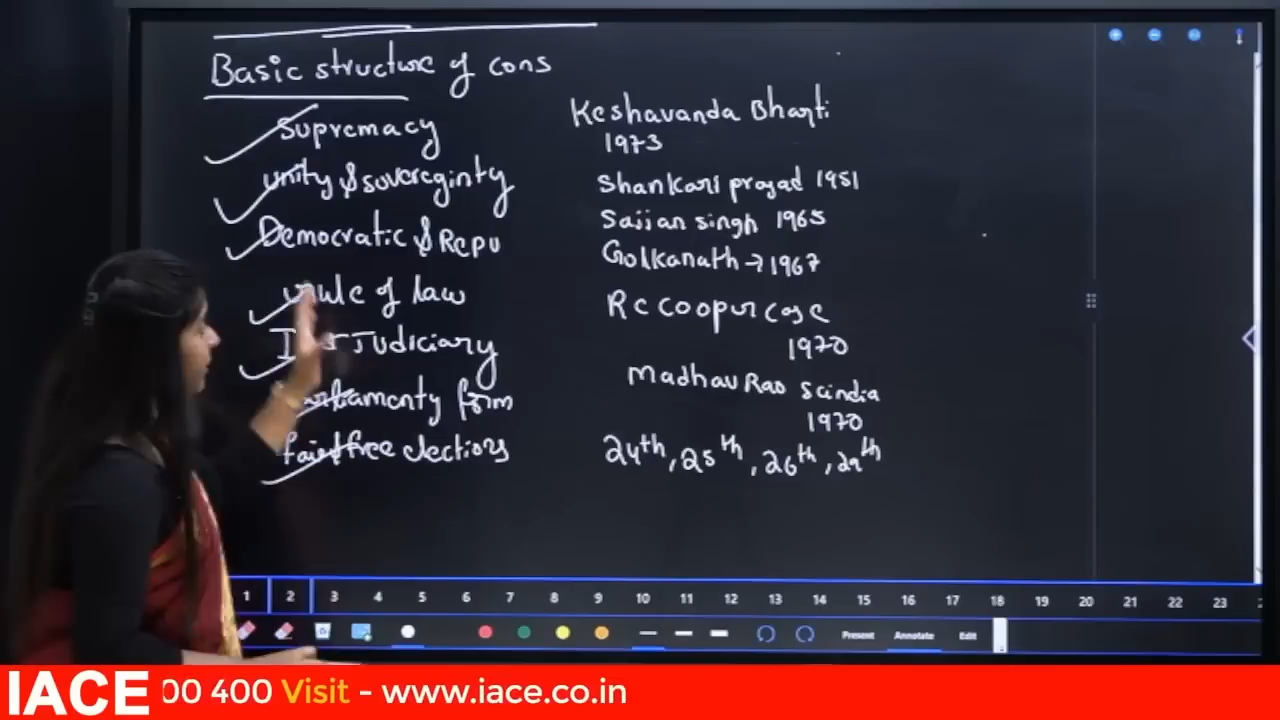 Basic structure of cons
Supremacy
unity & sovereginty
Democratic & Repu
rule of law
Judiciary
form
fair & free elections
Keshavanda Bharti
1973
Shankari prasad 1951
Sajjan singh 1965
Golkanath → 1967
RC Coopur case
1970
Madhav Rao Scindia
1970
24th, 25th, 26th, 29th
1 2 3 4 5 6 7 8 9 10 11 12 13 14 15 16 17 18 19 20 21 22 23
Present Annotate Edit
IACE 00 400 Visit - www.iace.co.in